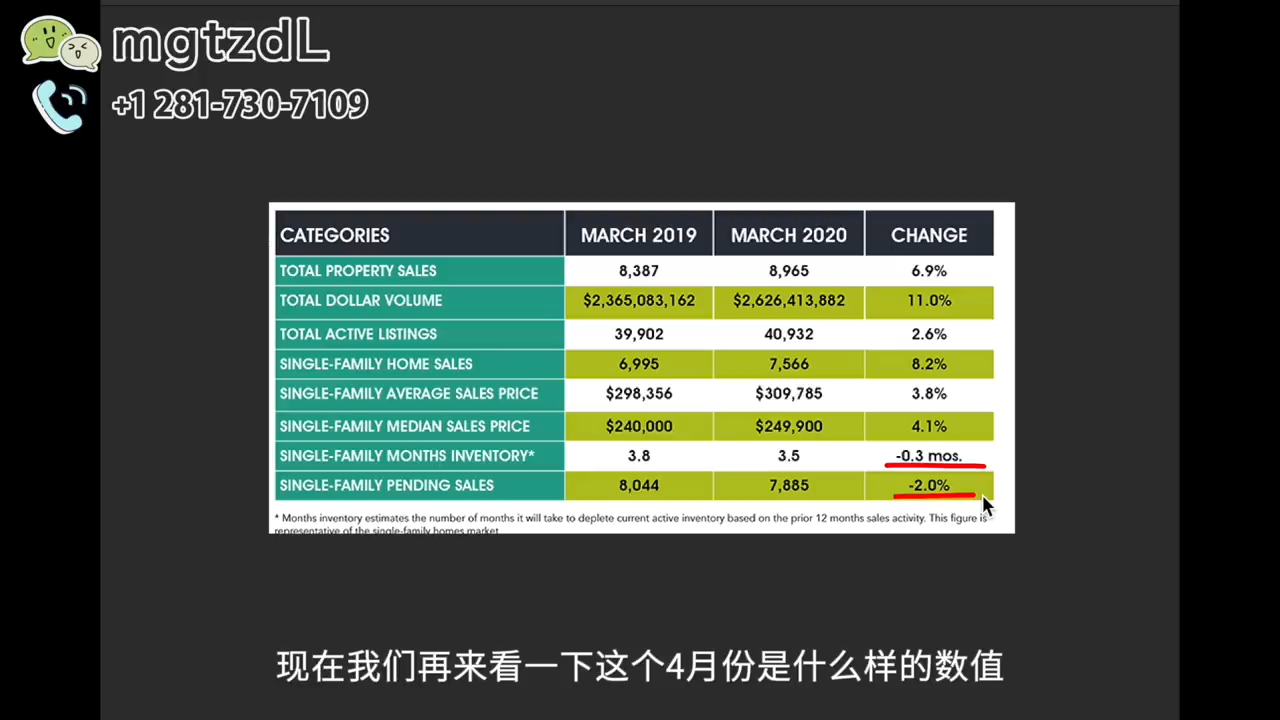 mgtzdL
+1 281-730-7109
CATEGORIES MARCH 2019 MARCH 2020 CHANGE
TOTAL PROPERTY SALES 8,387 8,965 6.9%
TOTAL DOLLAR VOLUME $2,365,083,162 $2,626,413,882 11.0%
TOTAL ACTIVE LISTINGS 39,902 40,932 2.6%
SINGLE-FAMILY HOME SALES 6,995 7,566 8.2%
SINGLE-FAMILY AVERAGE SALES PRICE $298,356 $309,785 3.8%
SINGLE-FAMILY MEDIAN SALES PRICE $240,000 $249,900 4.1%
SINGLE-FAMILY MONTHS INVENTORY* 3.8 3.5 -0.3 mos.
SINGLE-FAMILY PENDING SALES 8,044 7,885 -2.0%
* Months inventory estimates the number of months it will take to deplete current active inventory based on the prior 12 months sales activity. This figure is
representative of the single-family homes market.
现在我们再来看一下这个4月份是什么样的数值